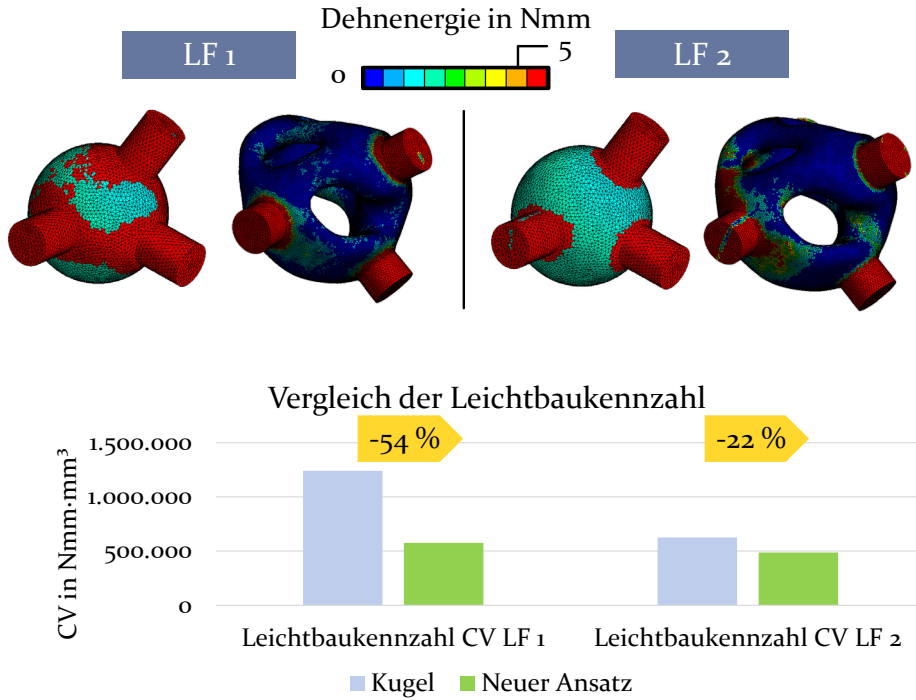 Dehnenergie in Nmm
LF 1
0
5
LF 2
Vergleich der Leichtbaukennzahl
-54 %
-22 %
CV in Nmm·mm³
1.500.000
1.000.000
500.000
0
Leichtbaukennzahl CV LF 1
Leichtbaukennzahl CV LF 2
Kugel
Neuer Ansatz